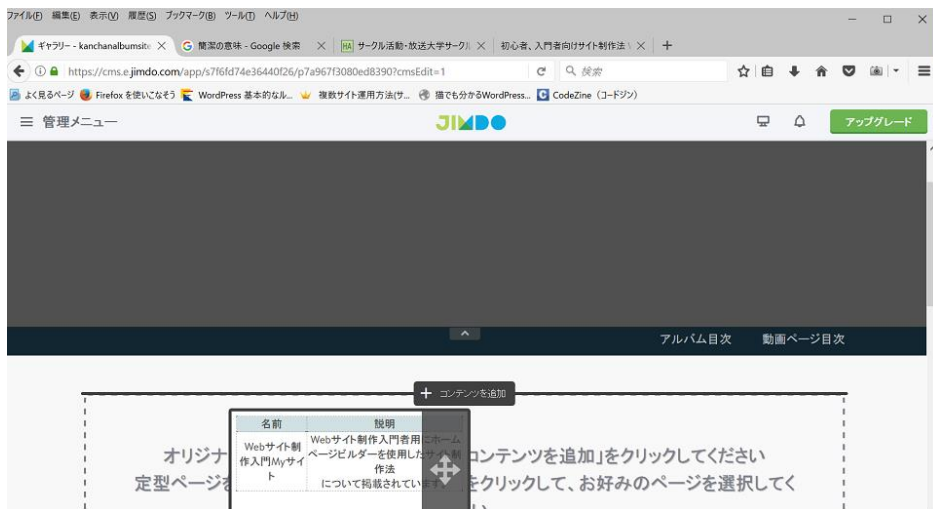 ファイル(F) 編集(E) 表示(V) 履歴(S) ブックマーク(B) ツール(T) ヘルプ(H)
ギャラリー - kanchanalbumsite 簡潔の意味 - Google 検索 HA サークル活動・放送大学サークル 初心者、入門者向けサイト制作法
https://cms.e.jimdo.com/app/s7f6fd74e36440f26/p7a967f3080ed8390?cmsEdit=1 検索
よく見るページ Firefox を使いこなそう WordPress 基本的なル... 複数サイト運用方法(サ... 猫でも分かるWordPress... CodeZine（コードジン）
管理メニュー JIMDO アップグレード
アルバム目次 動画ページ目次
コンテンツを追加
名前 説明
Webサイト制
作入門Myサイ
ト
Webサイト制作入門者用にホーム
ページビルダーを使用したサイト制
作法
について掲載されています。
オリジナ コンテンツを追加」をクリックしてください
定型ページを をクリックして、お好みのページを選択してく